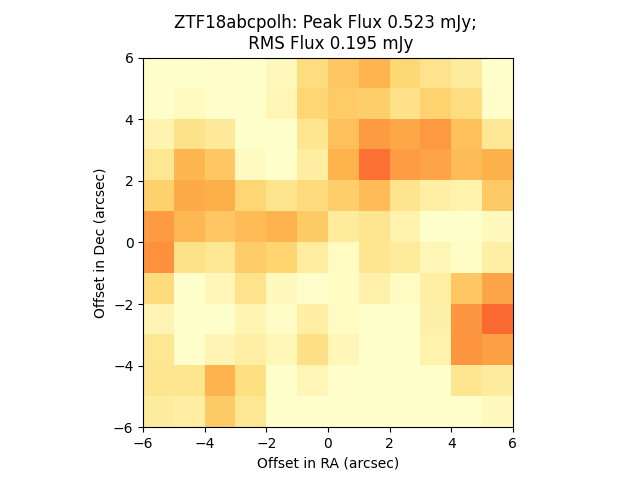 ZTF18abcpolh: Peak Flux 0.523 mJy;
RMS Flux 0.195 mJy
6
4
2
0
−2
−4
−6
Offset in Dec (arcsec)
−6 −4 −2 0 2 4 6
Offset in RA (arcsec)